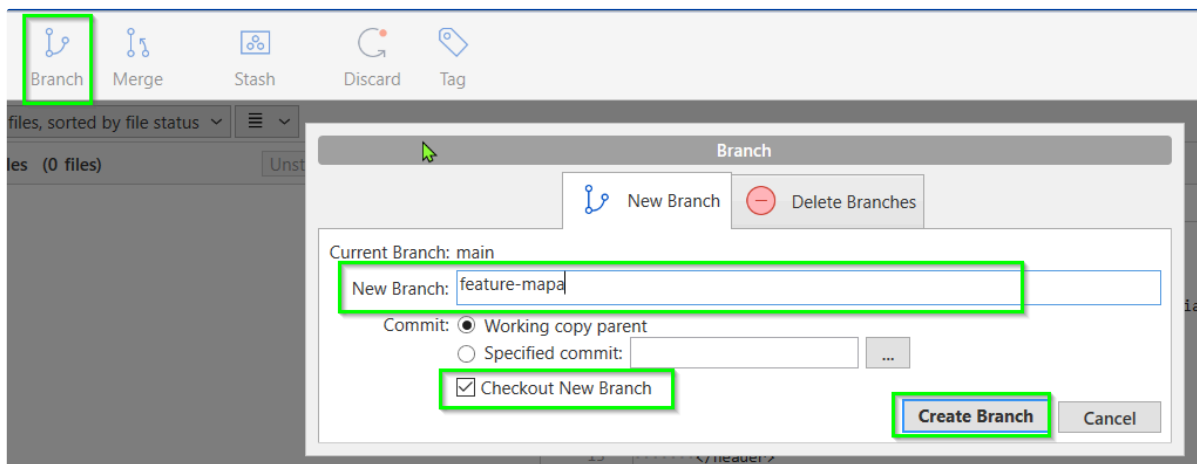 Branch Merge Stash Discard Tag
files, sorted by file status
les (0 files) Unst
Branch
New Branch Delete Branches
Current Branch: main
New Branch: feature-mapa
Commit: Working copy parent
Specified commit: ...
Checkout New Branch
Create Branch Cancel